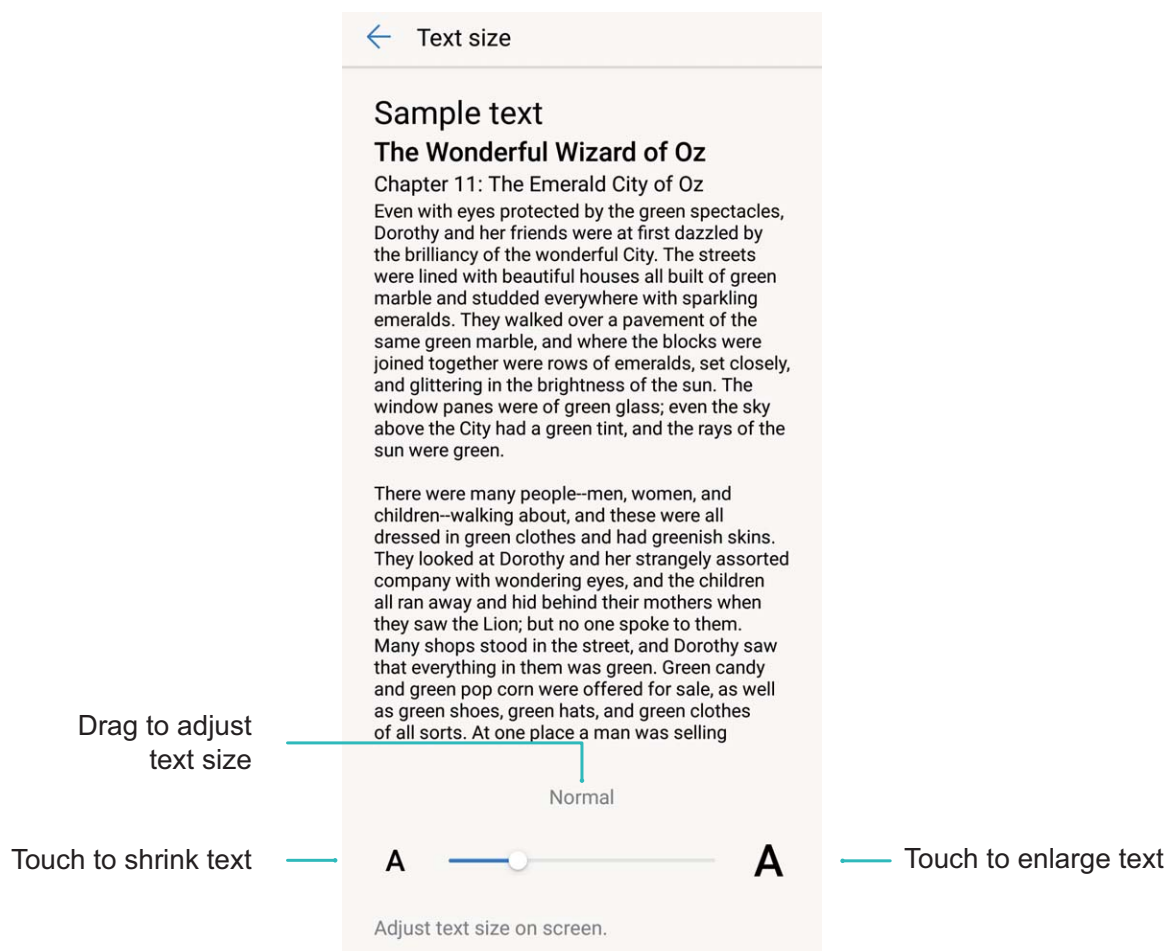 Text size
Sample text
The Wonderful Wizard of Oz
Chapter 11: The Emerald City of Oz
Even with eyes protected by the green spectacles,
Dorothy and her friends were at first dazzled by
the brilliancy of the wonderful City. The streets
were lined with beautiful houses all built of green
marble and studded everywhere with sparkling
emeralds. They walked over a pavement of the
same green marble, and where the blocks were
joined together were rows of emeralds, set closely,
and glittering in the brightness of the sun. The
window panes were of green glass; even the sky
above the City had a green tint, and the rays of the
sun were green.
There were many people--men, women, and
children--walking about, and these were all
dressed in green clothes and had greenish skins.
They looked at Dorothy and her strangely assorted
company with wondering eyes, and the children
all ran away and hid behind their mothers when
they saw the Lion; but no one spoke to them.
Many shops stood in the street, and Dorothy saw
that everything in them was green. Green candy
and green pop corn were offered for sale, as well
as green shoes, green hats, and green clothes
of all sorts. At one place a man was selling
Drag to adjust
text size
Normal
Touch to shrink text
A
A
Touch to enlarge text
Adjust text size on screen.